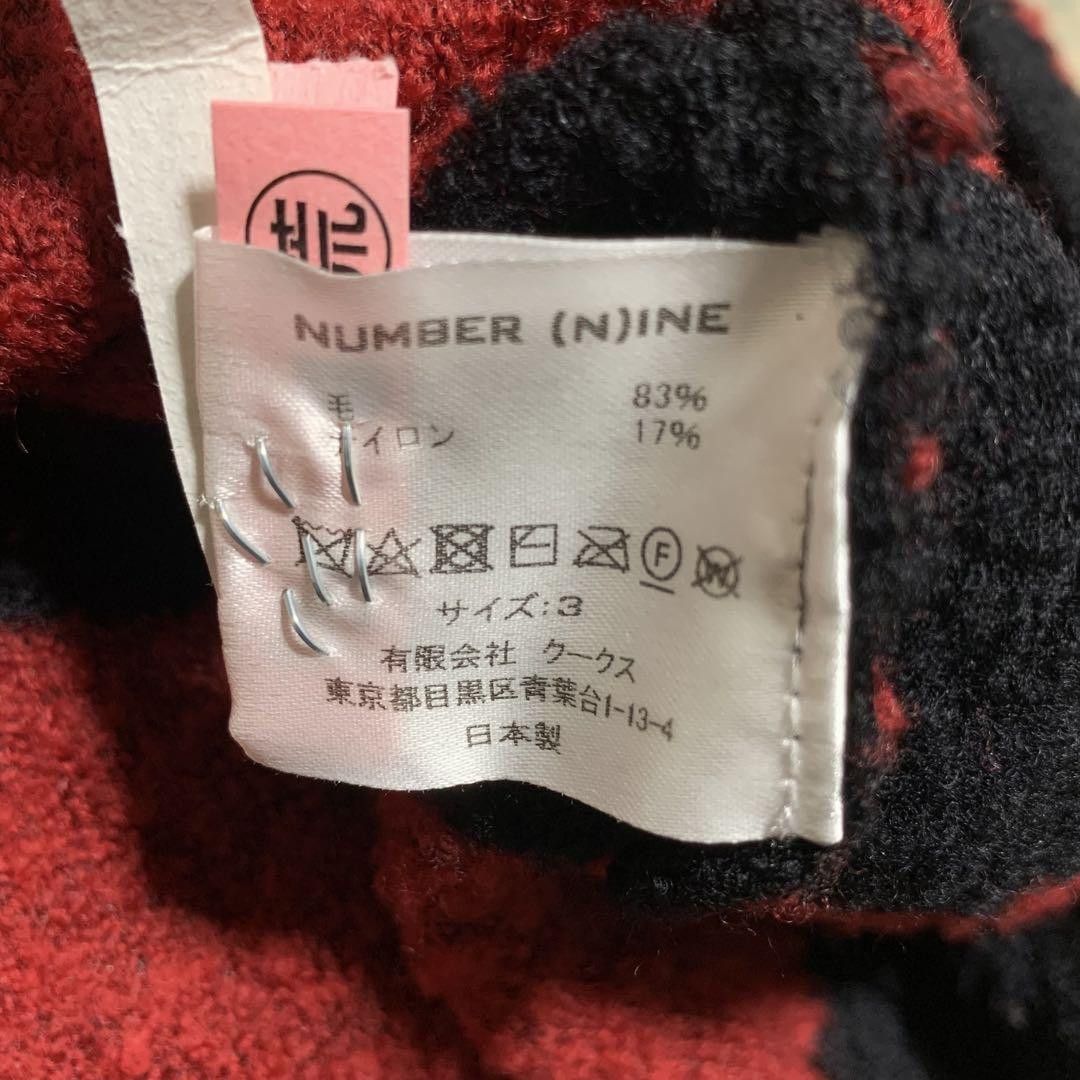 NUMBER (N)INE
毛 83%
ナイロン 17%
F W
サイズ:3
有限会社 クークス
東京都目黒区青葉台1-13-4
日本製